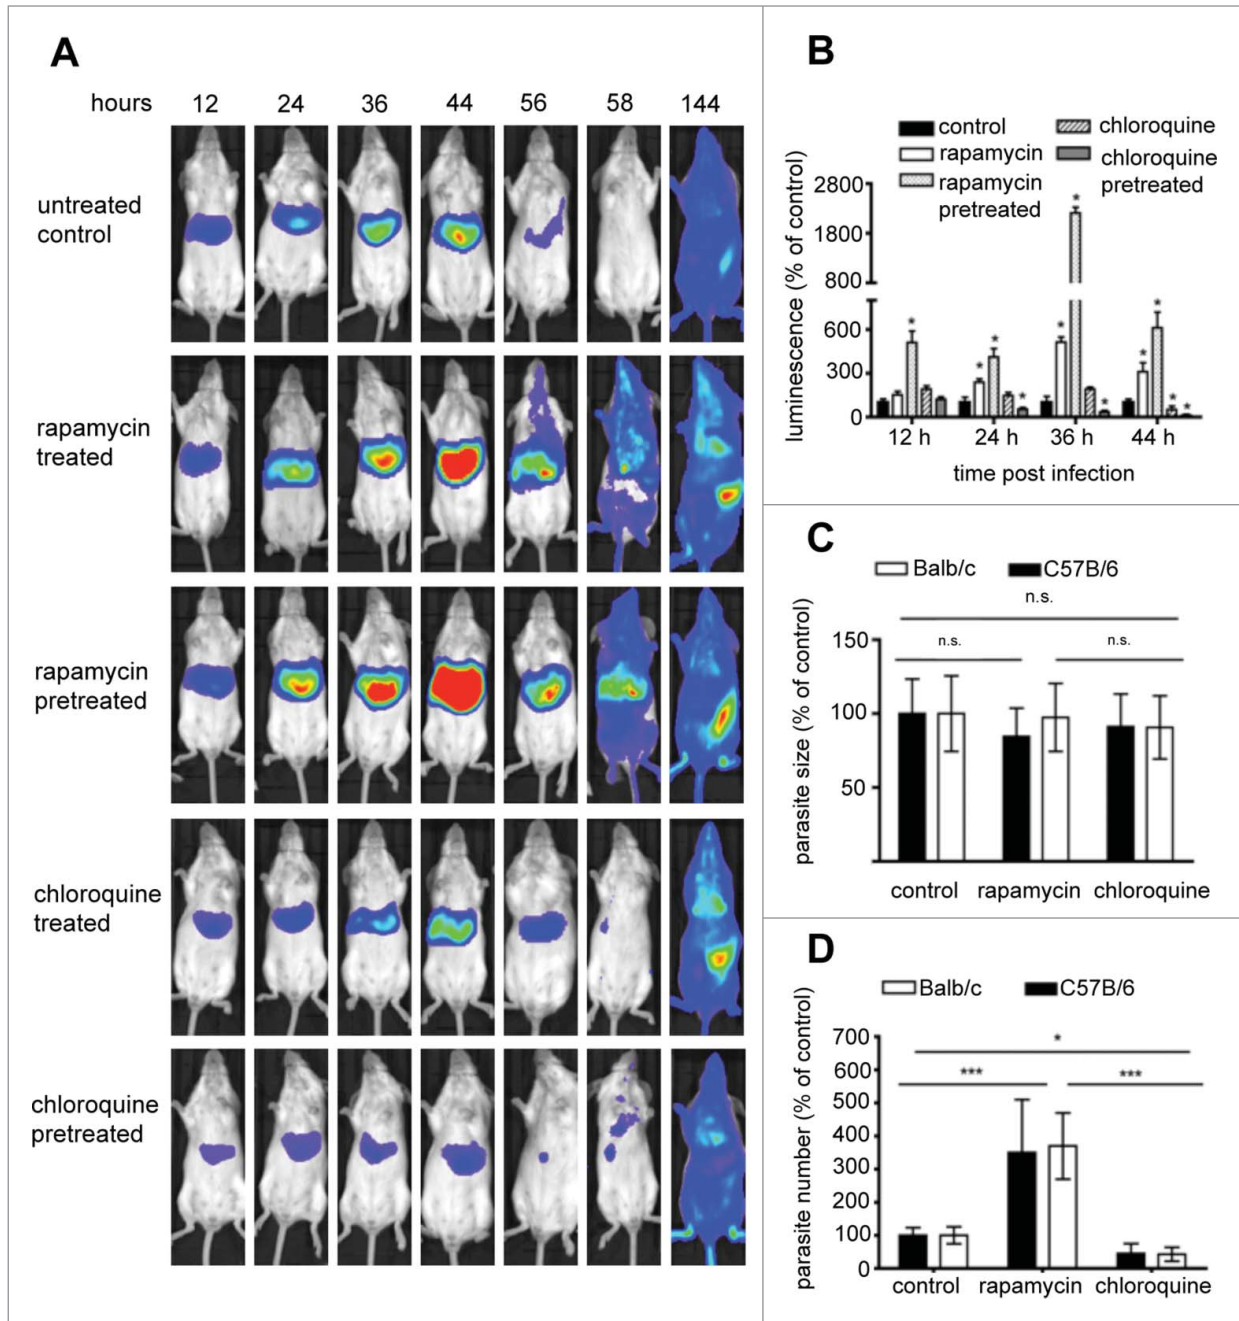 A
hours 12 24 36 44 56 58 144
untreated
control
rapamycin
treated
rapamycin
pretreated
chloroquine
treated
chloroquine
pretreated
B
control
rapamycin
rapamycin
pretreated
chloroquine
chloroquine
pretreated
luminescence (% of control)
2800
1800
800
600
300
0
* * * * * * * * * * *
12 h 24 h 36 h 44 h
time post infection
C
Balb/c C57B/6
n.s.
n.s. n.s.
parasite size (% of control)
150
100
50
control rapamycin chloroquine
D
Balb/c C57B/6
parasite number (% of control)
700
600
500
400
300
200
100
0
*
*** ***
control rapamycin chloroquine